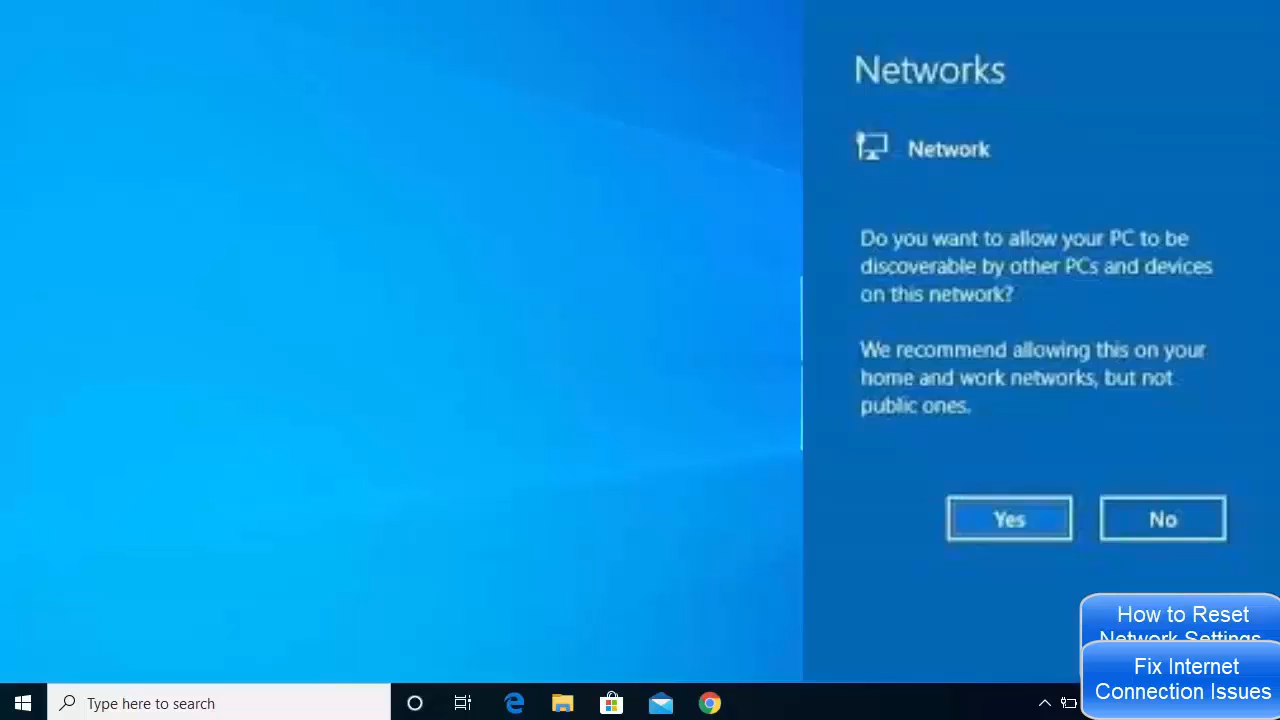 Networks
Network
Do you want to allow your PC to be
discoverable by other PCs and devices
on this network?
We recommend allowing this on your
home and work networks, but not
public ones.
Yes
No
How to Reset
Network Settings
Fix Internet
Connection Issues
Type here to search